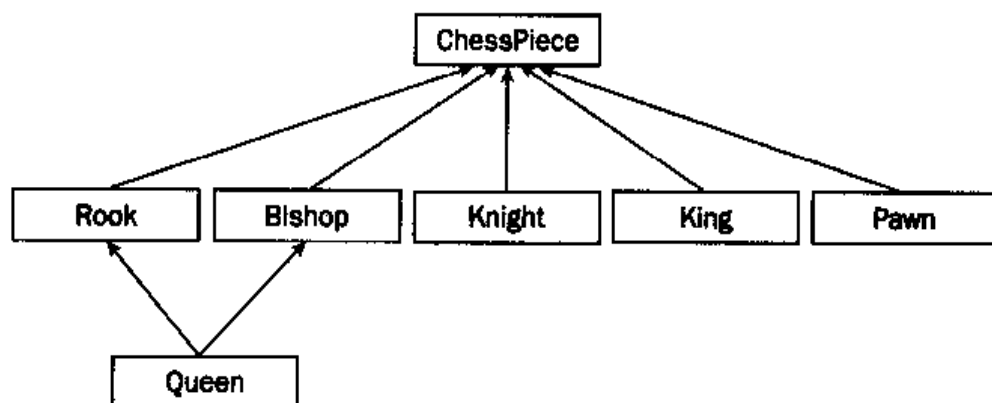 ChessPiece
Rook
Bishop
Knight
King
Pawn
Queen